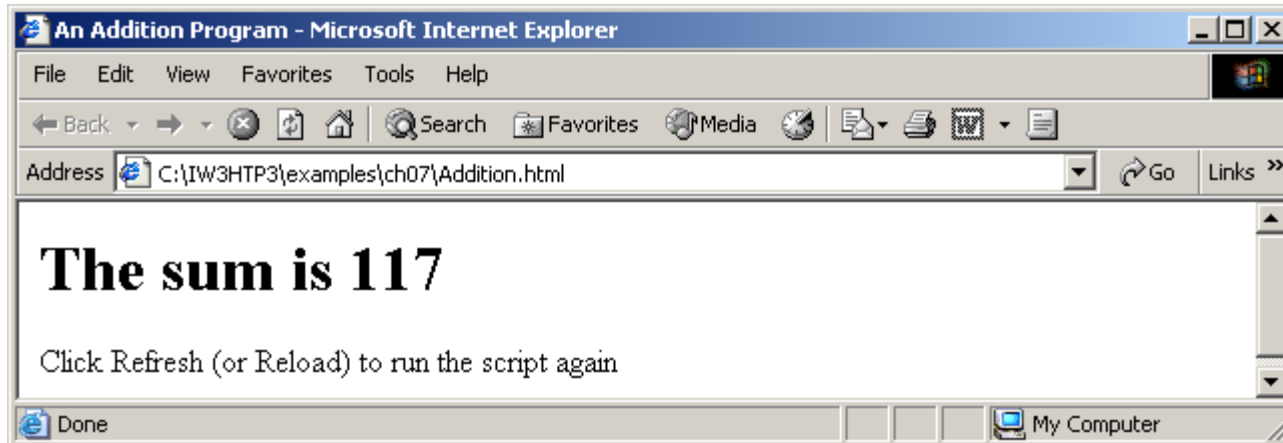 An Addition Program - Microsoft Internet Explorer
File Edit View Favorites Tools Help
Back Search Favorites Media
Address C:\IW3HTP3\examples\ch07\Addition.html Go Links »
The sum is 117
Click Refresh (or Reload) to run the script again
Done My Computer